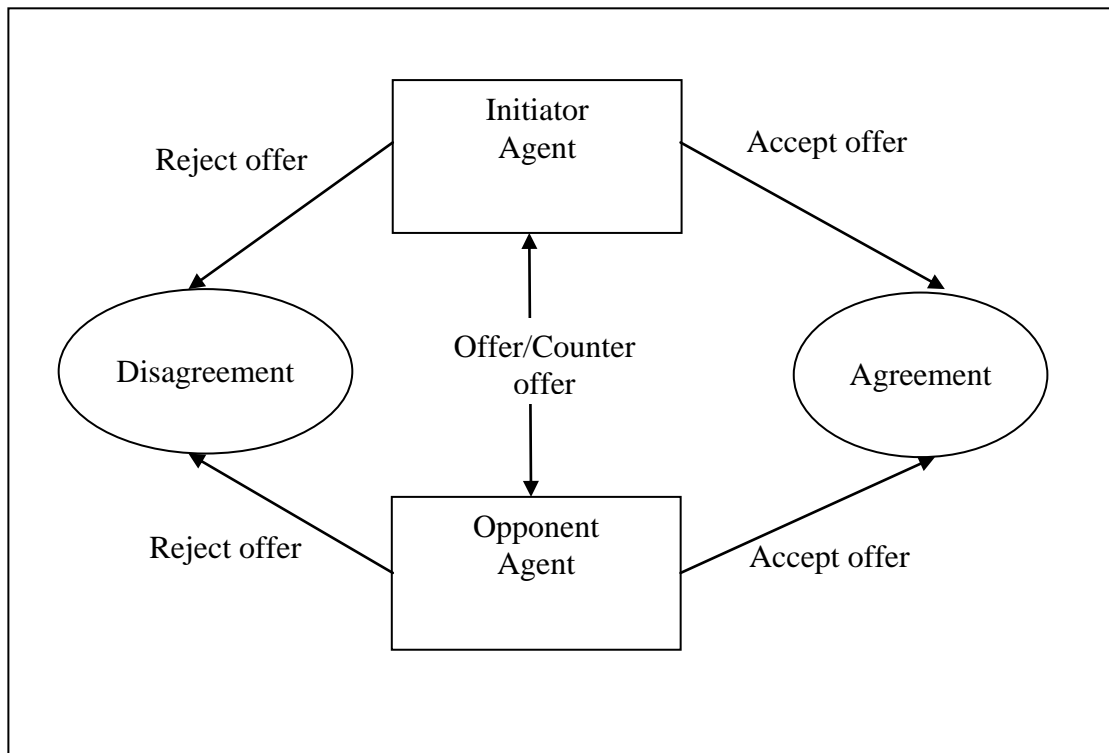 Initiator
Agent
Reject offer
Accept offer
Offer/Counter
offer
Disagreement
Agreement
Opponent
Agent
Reject offer
Accept offer